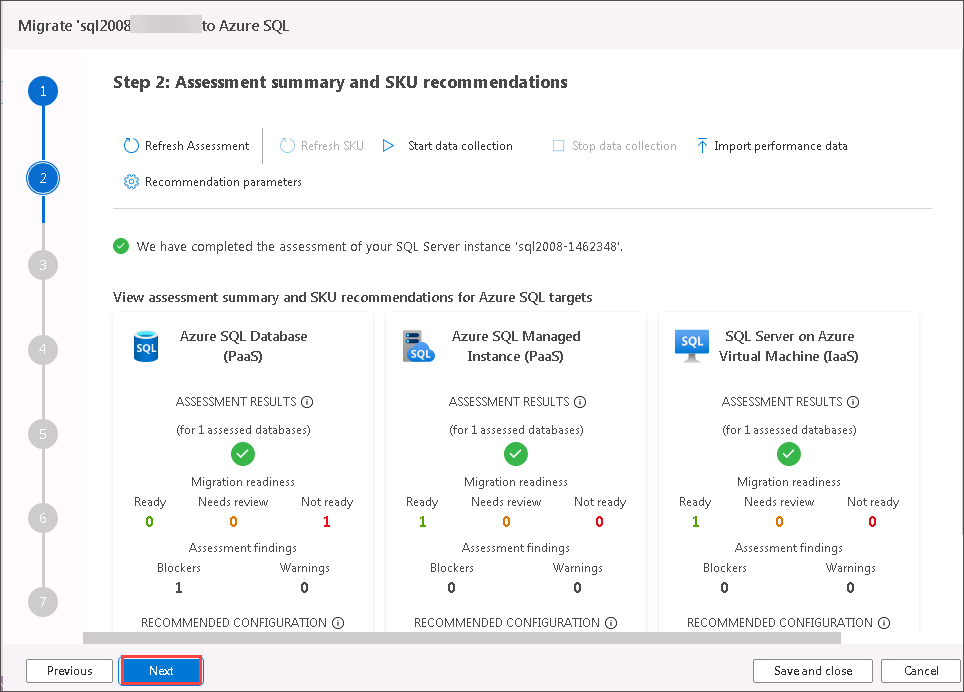 Migrate 'sql2008 to Azure SQL
1
2
3
4
5
6
7
Step 2: Assessment summary and SKU recommendations
Refresh Assessment Refresh SKU Start data collection Stop data collection Import performance data
Recommendation parameters
We have completed the assessment of your SQL Server instance 'sql2008-1462348'.
View assessment summary and SKU recommendations for Azure SQL targets
SQL
Azure SQL Database
(PaaS)
ASSESSMENT RESULTS
(for 1 assessed databases)
Migration readiness
Ready Needs review Not ready
0 0 1
Assessment findings
Blockers Warnings
1 0
RECOMMENDED CONFIGURATION
SQL
Azure SQL Managed
Instance (PaaS)
ASSESSMENT RESULTS
(for 1 assessed databases)
Migration readiness
Ready Needs review Not ready
1 0 0
Assessment findings
Blockers Warnings
0 0
RECOMMENDED CONFIGURATION
SQL
SQL Server on Azure
Virtual Machine (IaaS)
ASSESSMENT RESULTS
(for 1 assessed databases)
Migration readiness
Ready Needs review Not ready
1 0 0
Assessment findings
Blockers Warnings
0 0
RECOMMENDED CONFIGURATION
Previous Next Save and close Cancel